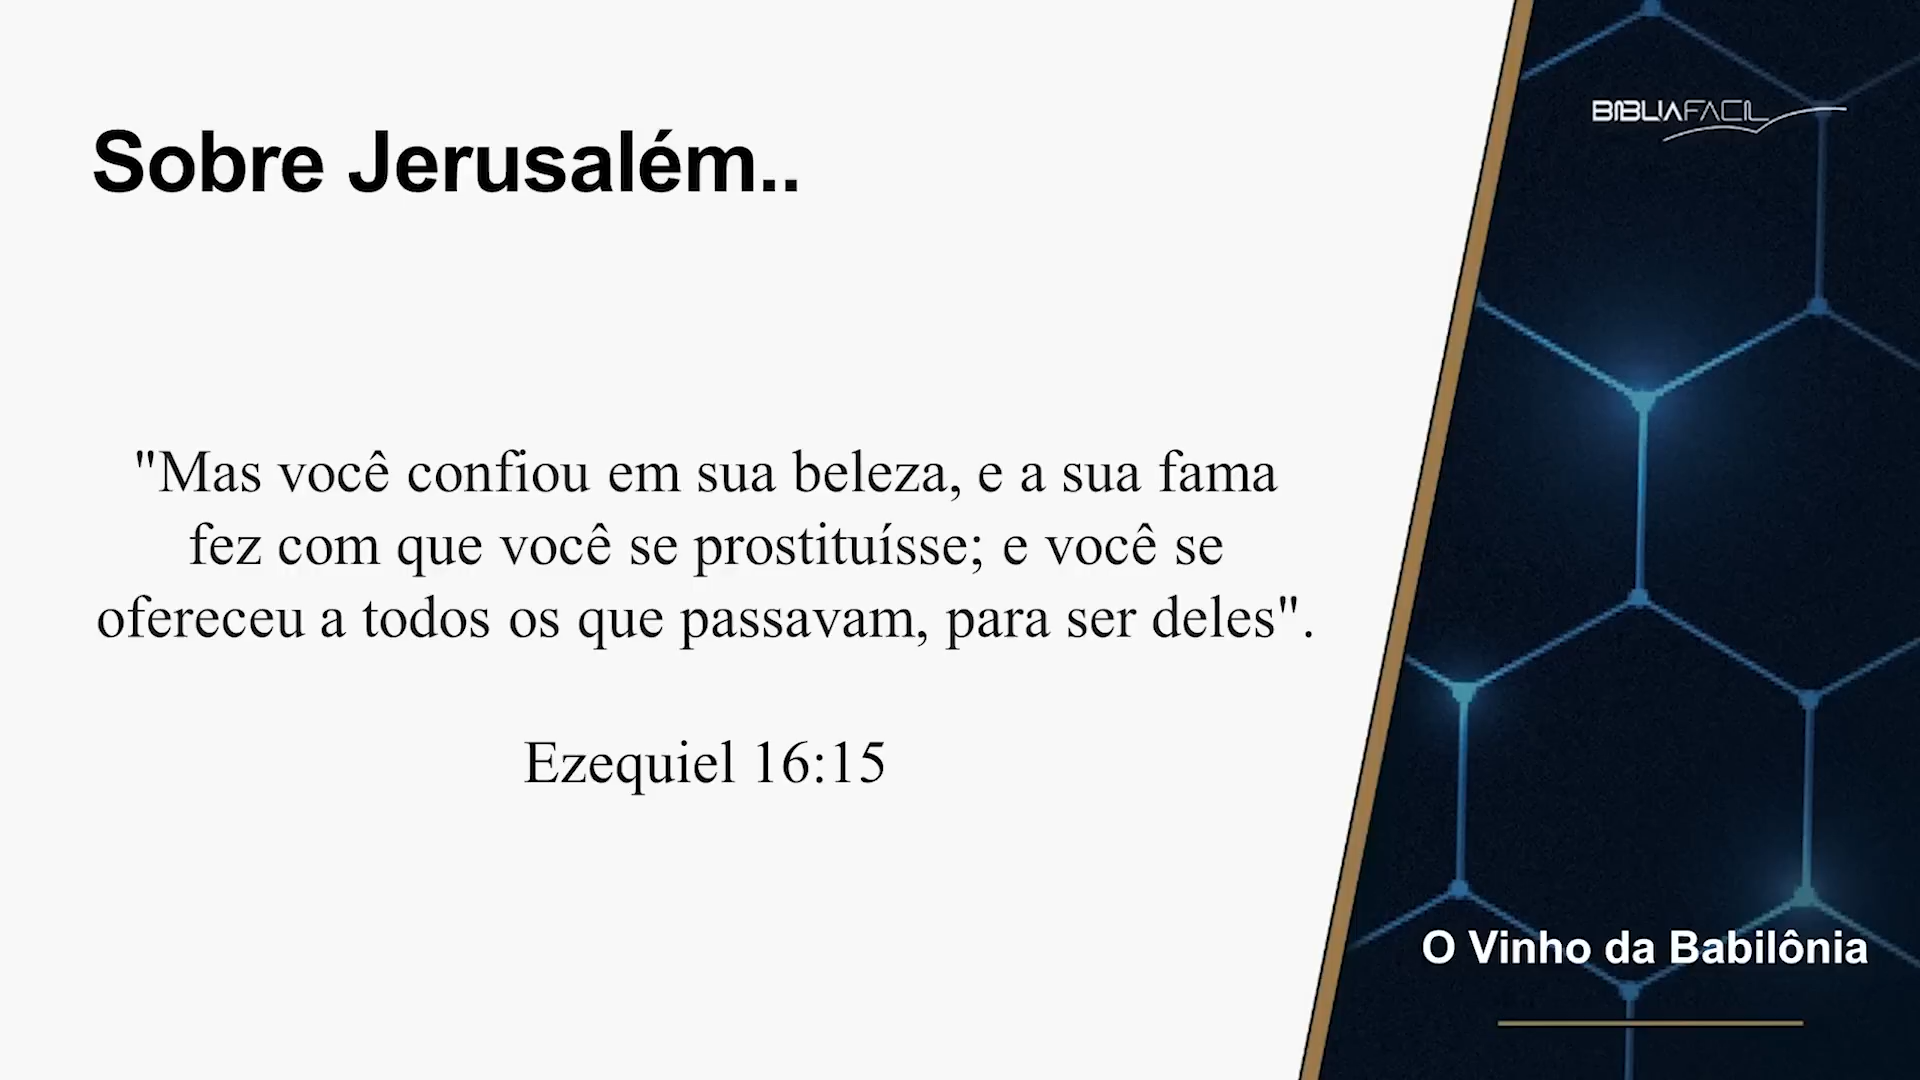 Sobre Jerusalém..
BIBLIAFACIL
"Mas você confiou em sua beleza, e a sua fama
fez com que você se prostituísse; e você se
ofereceu a todos os que passavam, para ser deles".
Ezequiel 16:15
O Vinho da Babilônia